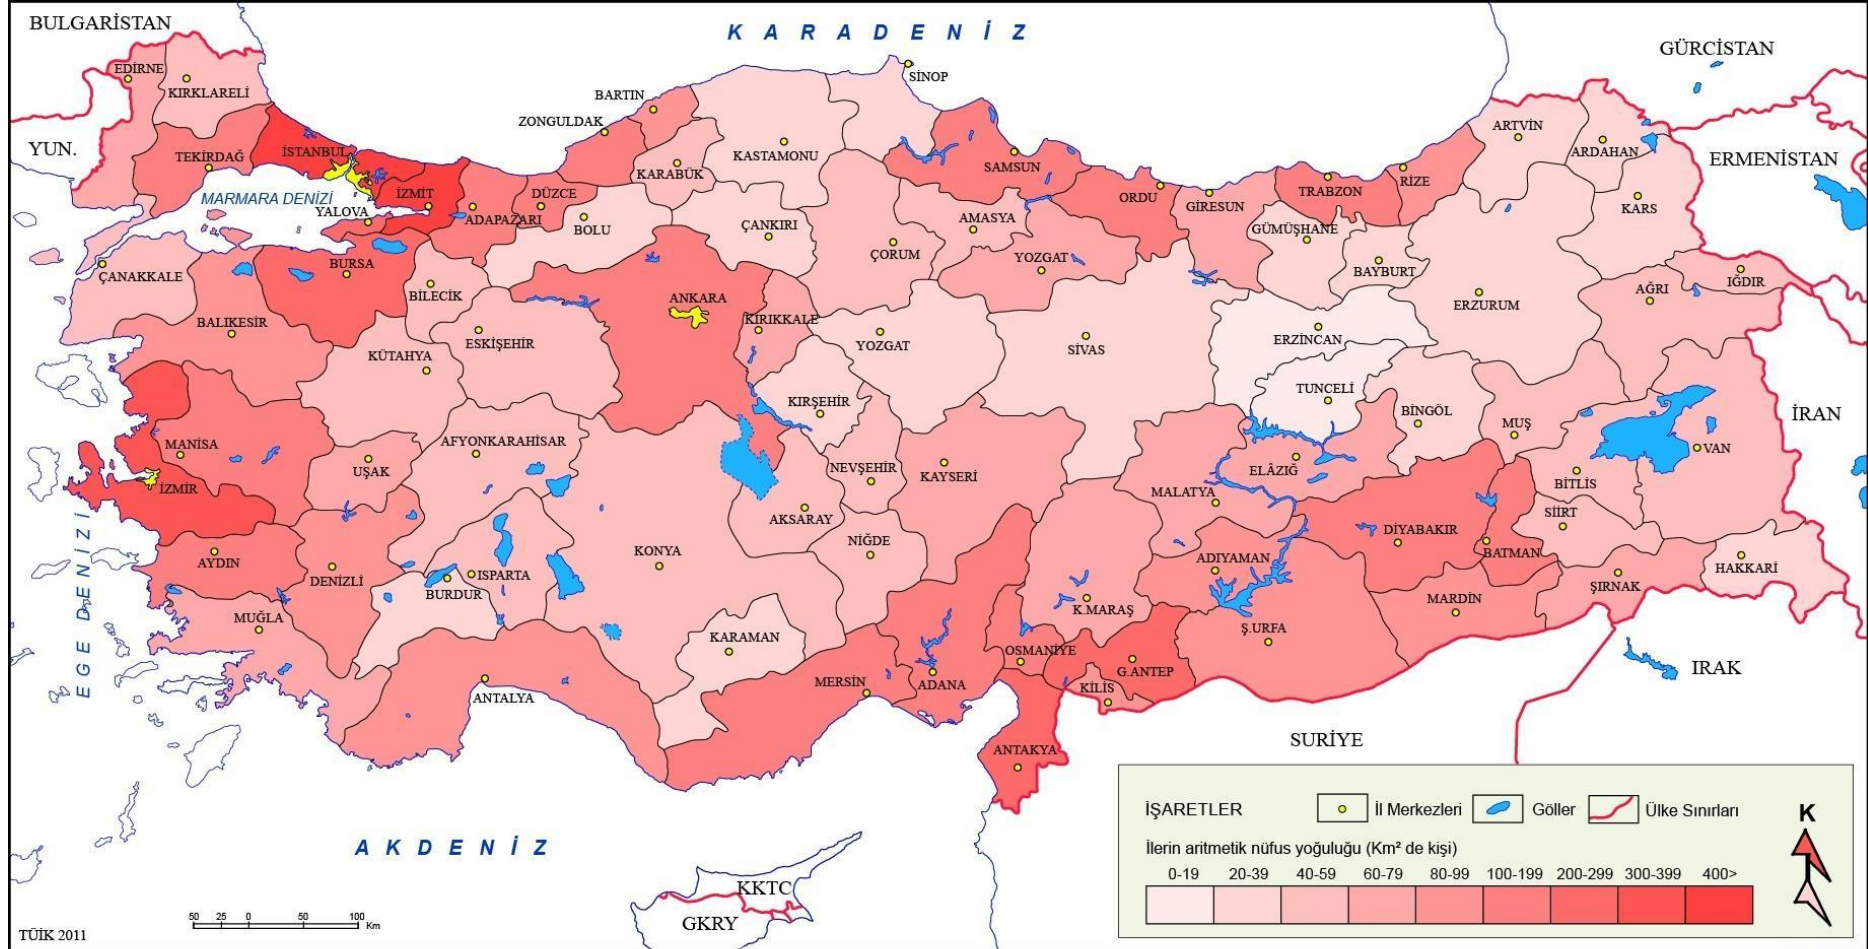 BULGARİSTAN
K A R A D E N İ Z
GÜRCİSTAN
EDİRNE
KIRKLARELİ
SİNOP
BARTIN
ZONGULDAK
YUN.
TEKİRDAĞ
İSTANBUL
KARABÜK
KASTAMONU
SAMSUN
ARTVİN
ARDAHAN
ERMENİSTAN
MARMARA DENİZİ
YALOVA
İZMİT
ADAPAZARI
DÜZCE
BOLU
ÇANKIRI
AMASYA
ORDU
GİRESUN
TRABZON
RİZE
KARS
ÇANAKKALE
BURSA
BİLECİK
ÇORUM
YOZGAT
GÜMÜŞHANE
BAYBURT
ERZURUM
AĞRI
IĞDIR
BALIKESİR
KÜTAHYA
ESKİŞEHİR
ANKARA
KIRIKKALE
YOZGAT
SİVAS
ERZİNCAN
TUNCELİ
BİNGÖL
MUŞ
İRAN
MANİSA
UŞAK
AFYONKARAHİSAR
KIRŞEHİR
NEVŞEHİR
KAYSERİ
MALATYA
ELÂZIĞ
BİTLİS
VAN
İZMİR
AKSARAY
NİĞDE
DİYABAKIR
BATMAN
SİİRT
EGE DENİZİ
AYDIN
DENİZLİ
BURDUR
ISPARTA
KONYA
ADIYAMAN
K.MARAŞ
MARDİN
ŞIRNAK
HAKKARİ
MUĞLA
ANTALYA
KARAMAN
MERSİN
ADANA
OSMANİYE
G.ANTEP
KİLİS
Ş.URFA
IRAK
ANTAKYA
SURİYE
A K D E N İ Z
KKTC
GKRY
İŞARETLER
İl Merkezleri
Göller
Ülke Sınırları
K
İlerin aritmetik nüfus yoğuluğu (Km² de kişi)
0-19 20-39 40-59 60-79 80-99 100-199 200-299 300-399 400>
50 25 0 50 100
Km
TÜİK 2011